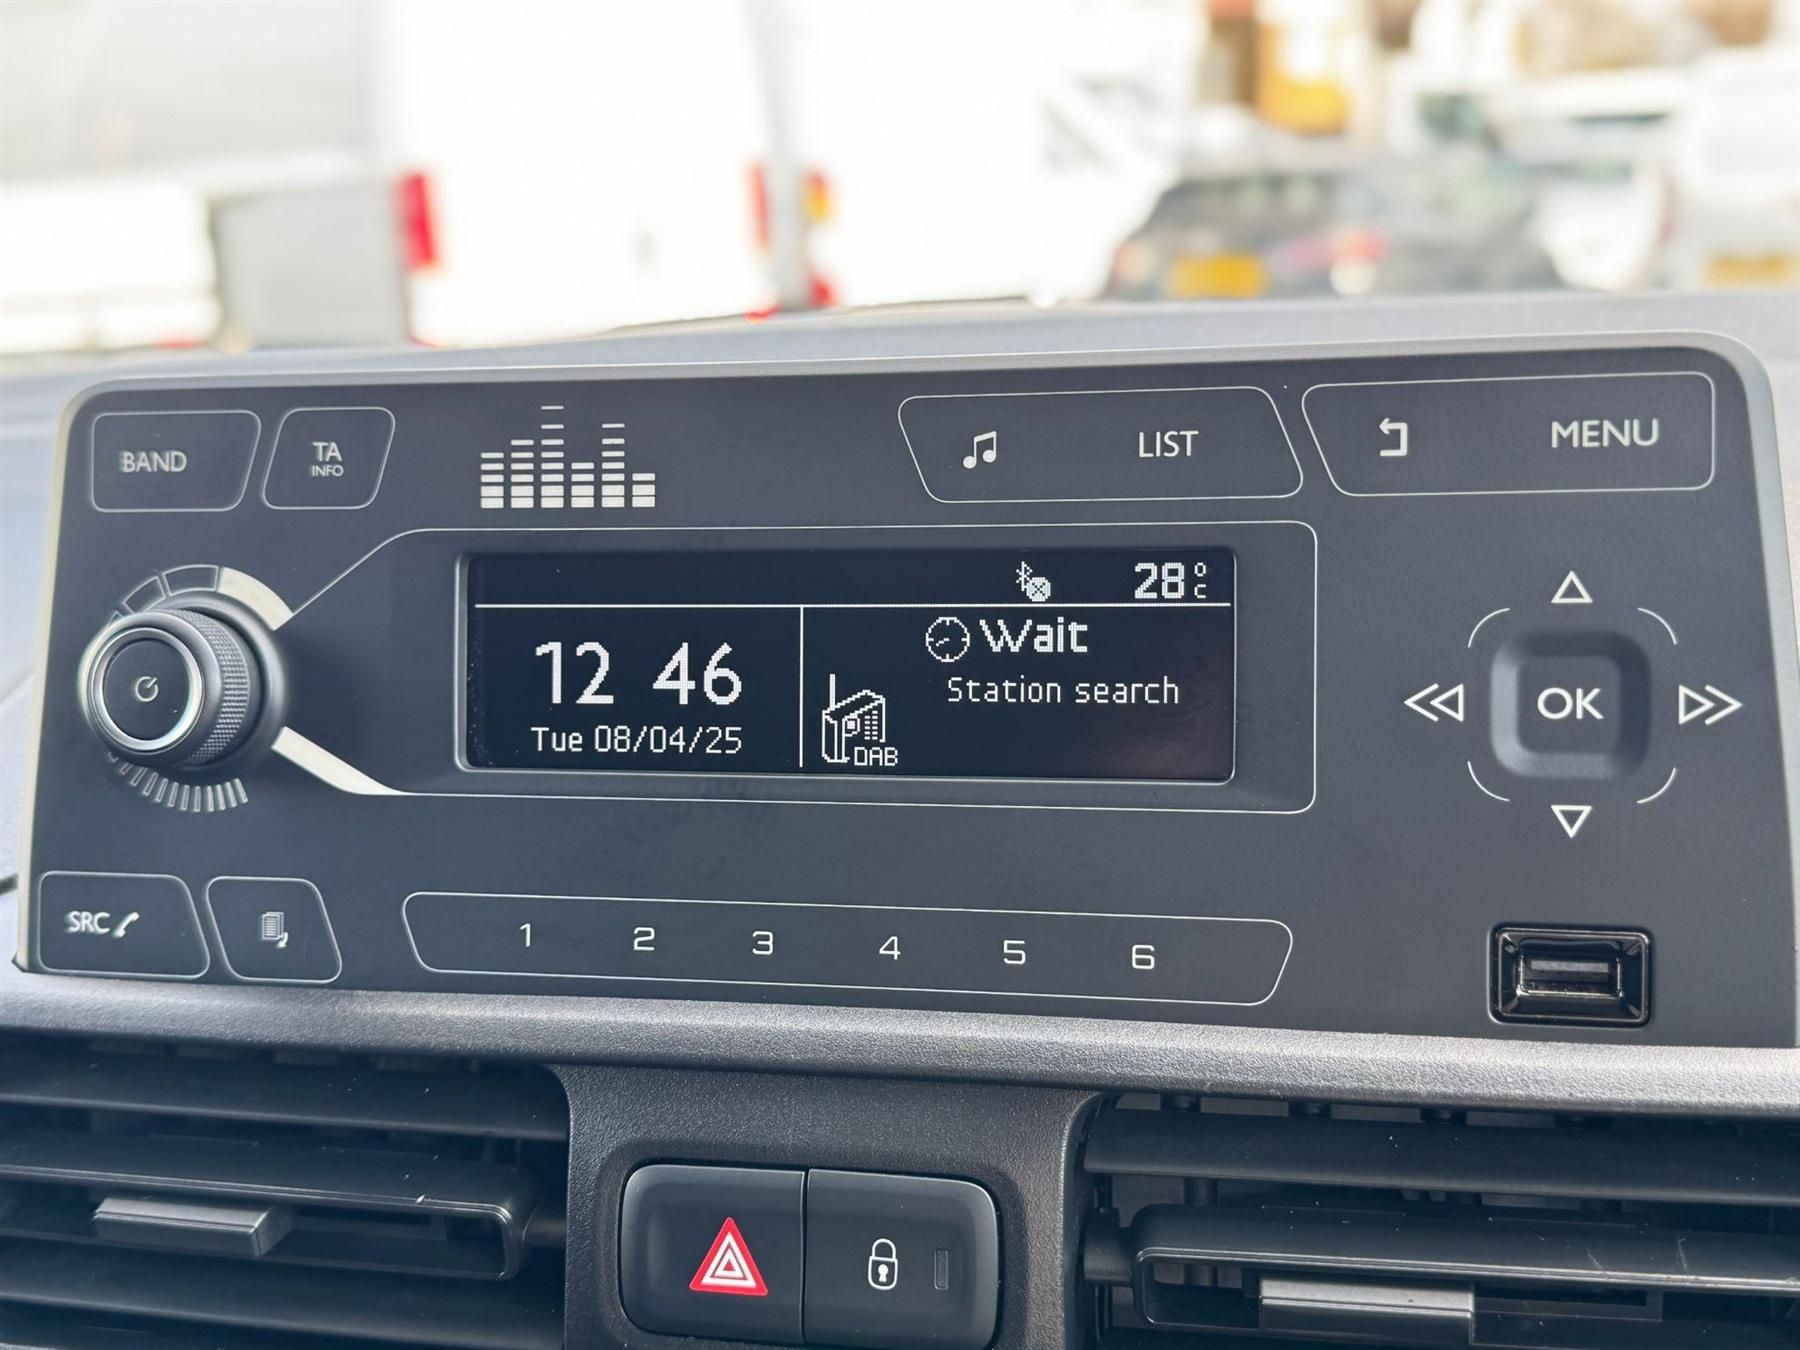 BAND
TA
INFO
LIST
MENU
28°C
12 46
Tue 08/04/25
Wait
Station search
DAB
OK
SRC
1 2 3 4 5 6